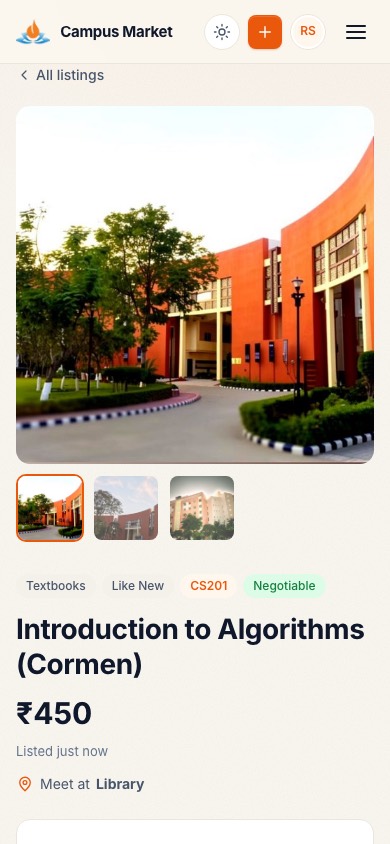 Campus Market
RS
All listings
Textbooks Like New CS201 Negotiable
Introduction to Algorithms
(Cormen)
₹450
Listed just now
Meet at Library